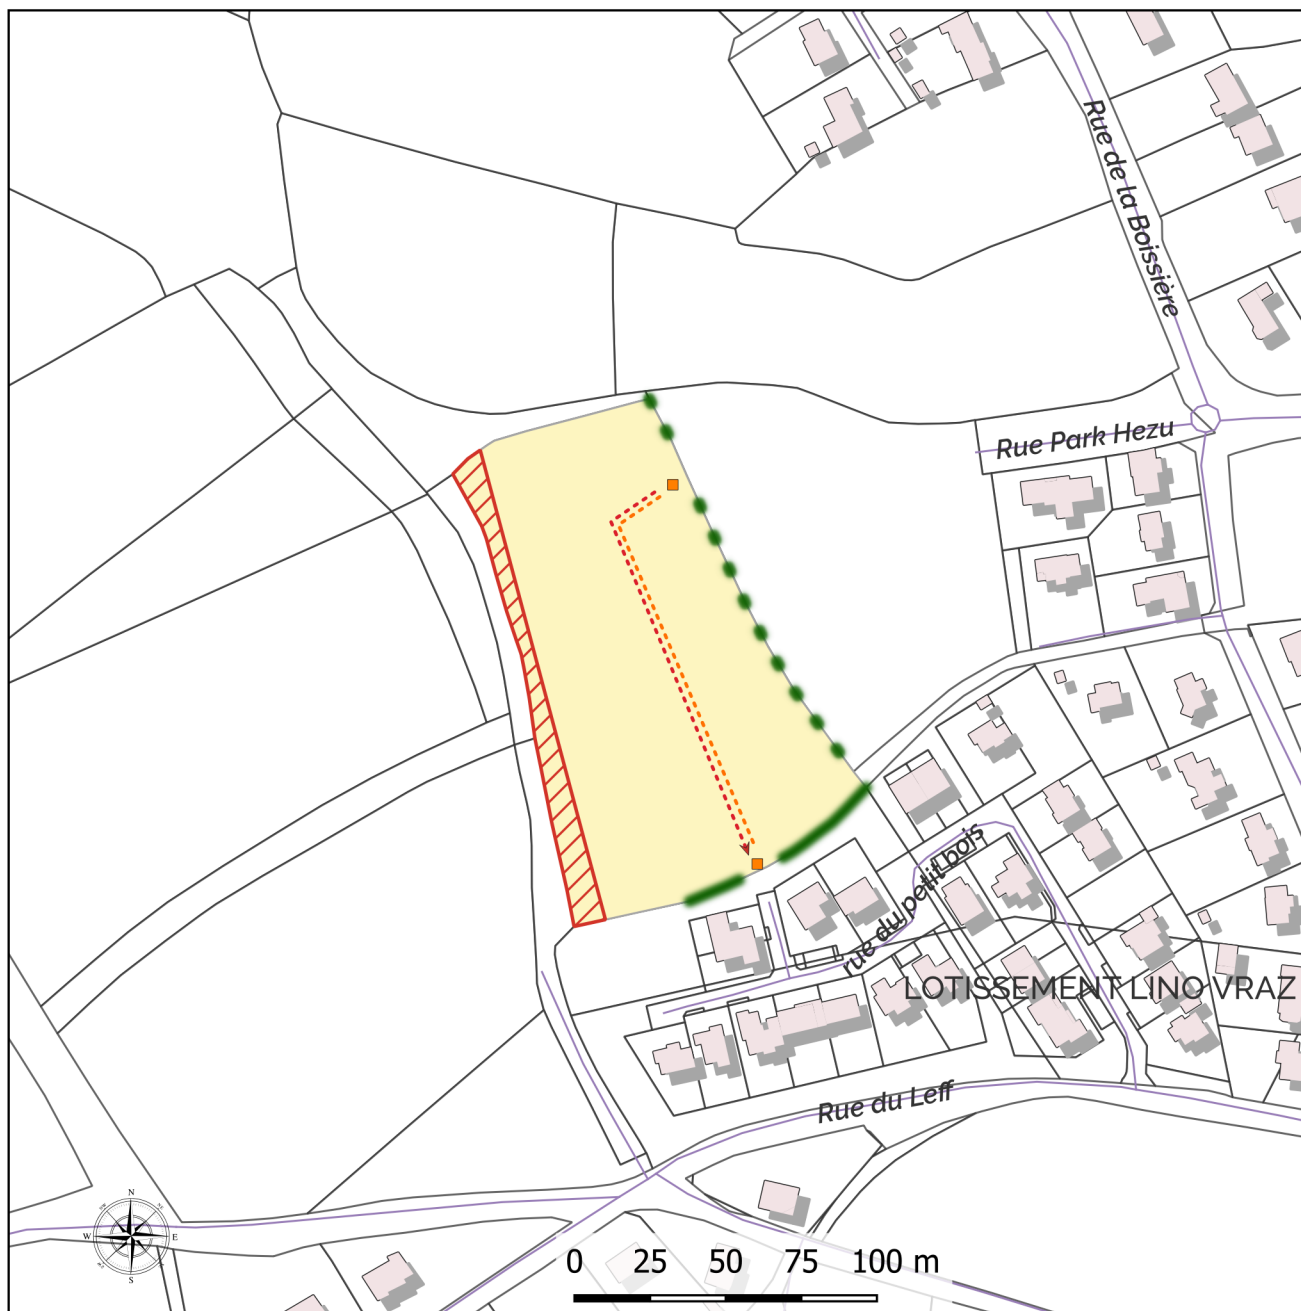 Rue de la Boissière
Rue Park Hezu
rue du petit bois
LOTISSEMENT LINO VRAZ
Rue du Leff
N
W
E
S
0 25 50 75 100 m